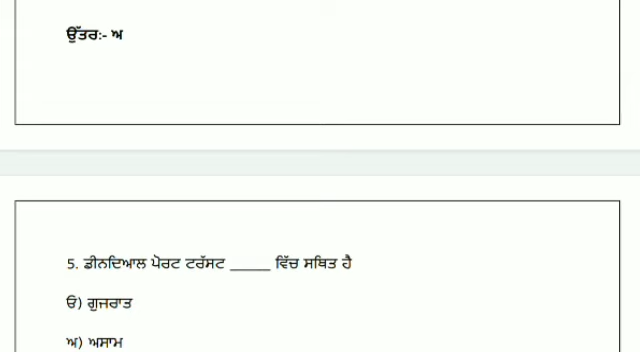 ਉੱਤਰ:- ਅ
5. ਡੀਨਦਿਆਲ ਪੋਰਟ ਟਰੱਸਟ _____ ਵਿੱਚ ਸਥਿਤ ਹੈ
ੳ) ਗੁਜਰਾਤ
ਅ) ਅਸਾਮ